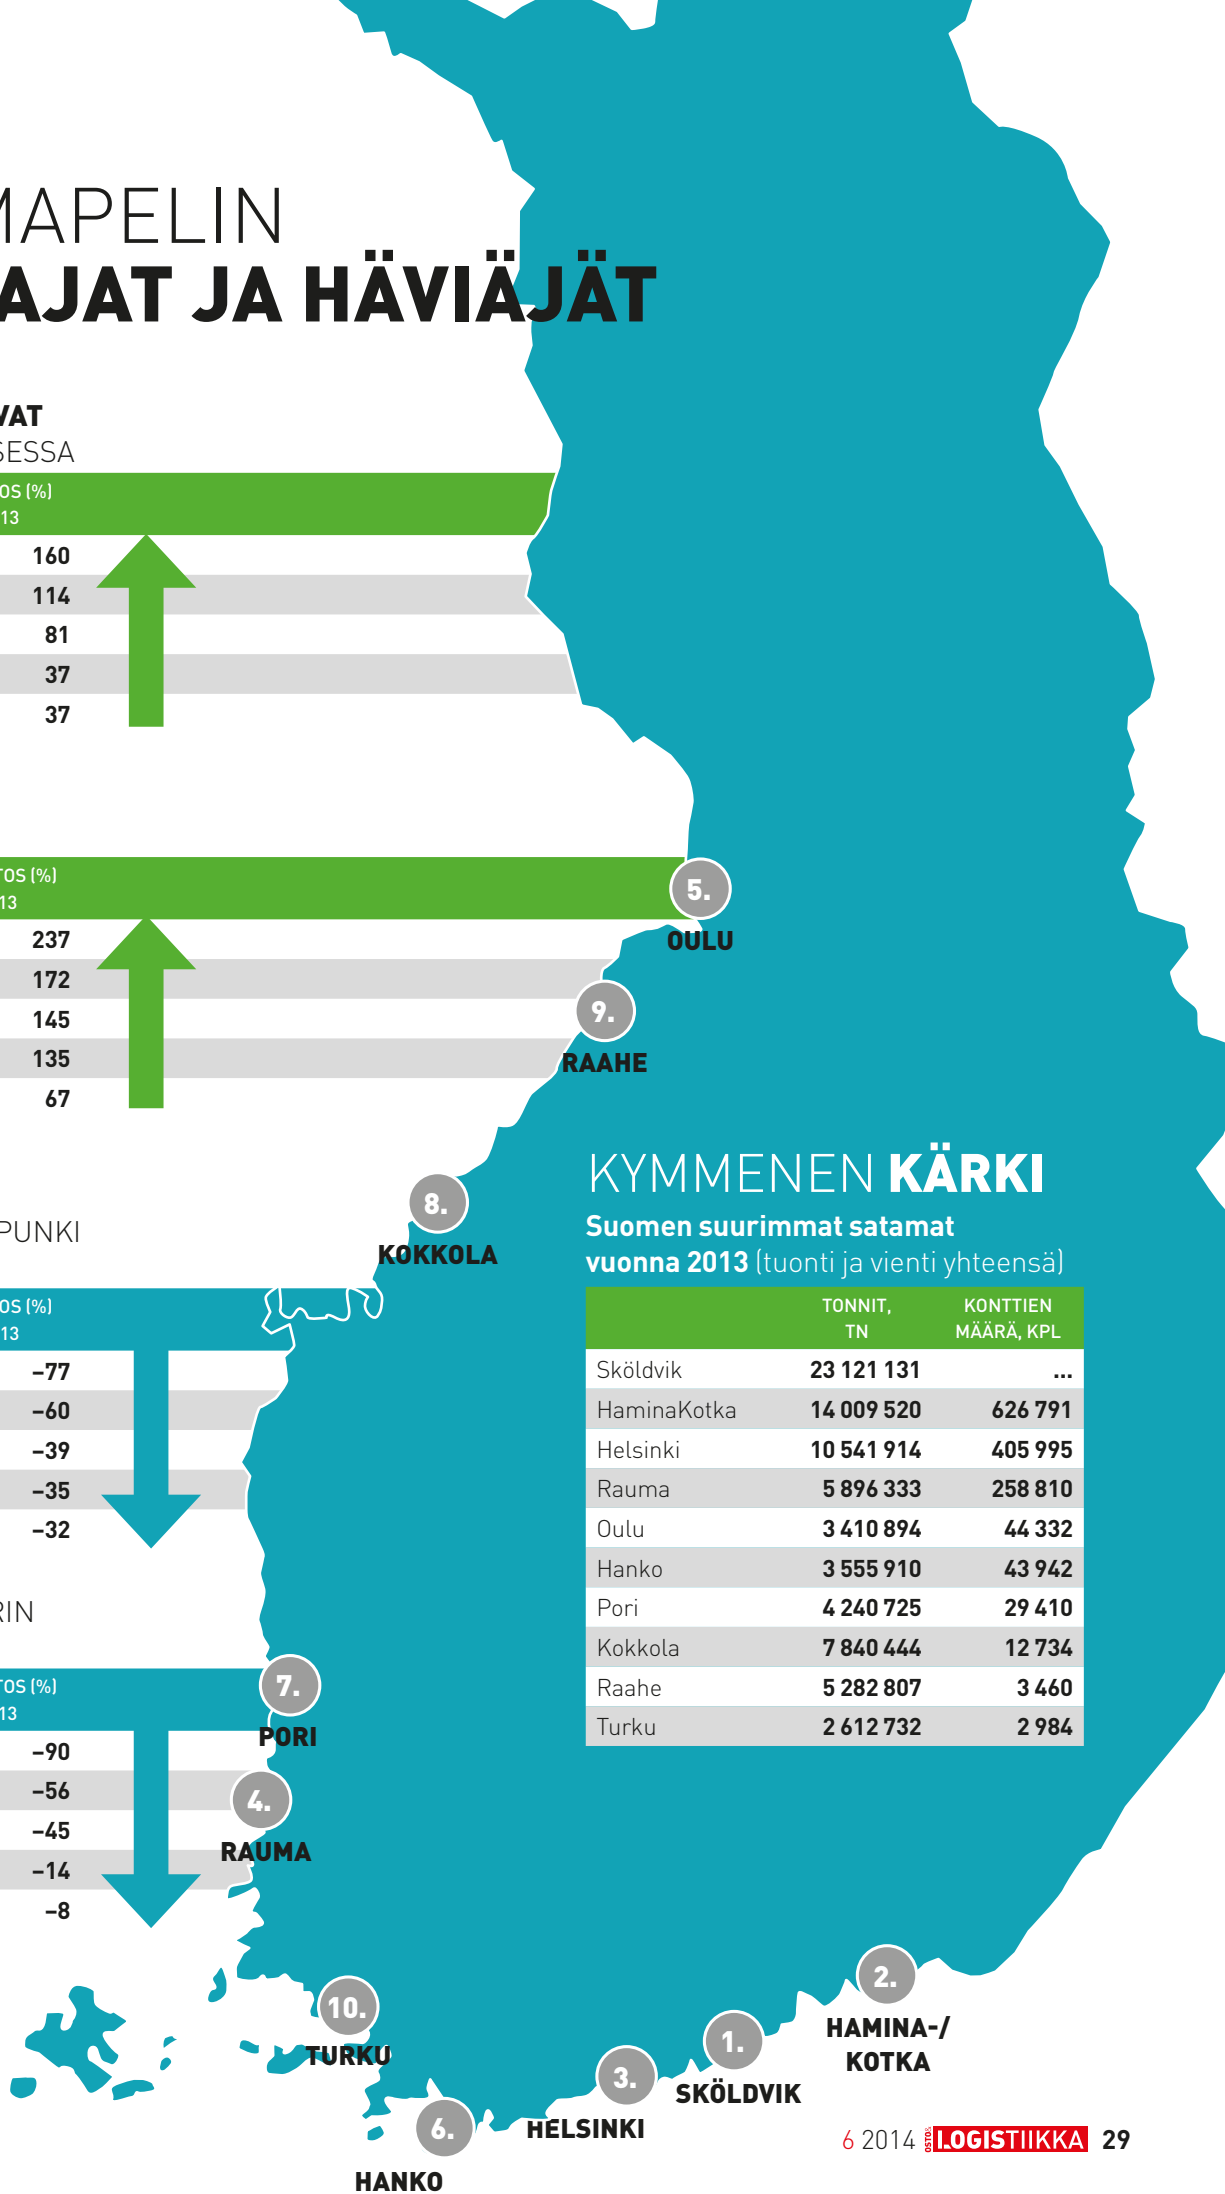 MAPELIN
AJAT JA HÄVIÄJÄT
VAT
SESSA
OS (%)
13
160
114
81
37
37
TOS (%)
13
237
172
145
135
67
PUNKI
OS (%)
13
–77
–60
–39
–35
–32
RIN
TOS (%)
13
–90
–56
–45
–14
–8
5.
OULU
9.
RAAHE
8.
KOKKOLA
KYMMENEN KÄRKI
Suomen suurimmat satamat
vuonna 2013 (tuonti ja vienti yhteensä)
TONNIT, KONTTIEN
TN MÄÄRÄ, KPL
Sköldvik 23 121 131 ...
HaminaKotka 14 009 520 626 791
Helsinki 10 541 914 405 995
Rauma 5 896 333 258 810
Oulu 3 410 894 44 332
Hanko 3 555 910 43 942
Pori 4 240 725 29 410
Kokkola 7 840 444 12 734
Raahe 5 282 807 3 460
Turku 2 612 732 2 984
7.
PORI
4.
RAUMA
10.
TURKU
6.
HANKO
3.
HELSINKI
1.
SKÖLDVIK
2.
HAMINA-/
KOTKA
6 2014 OSTO& LOGISTIIKKA 29